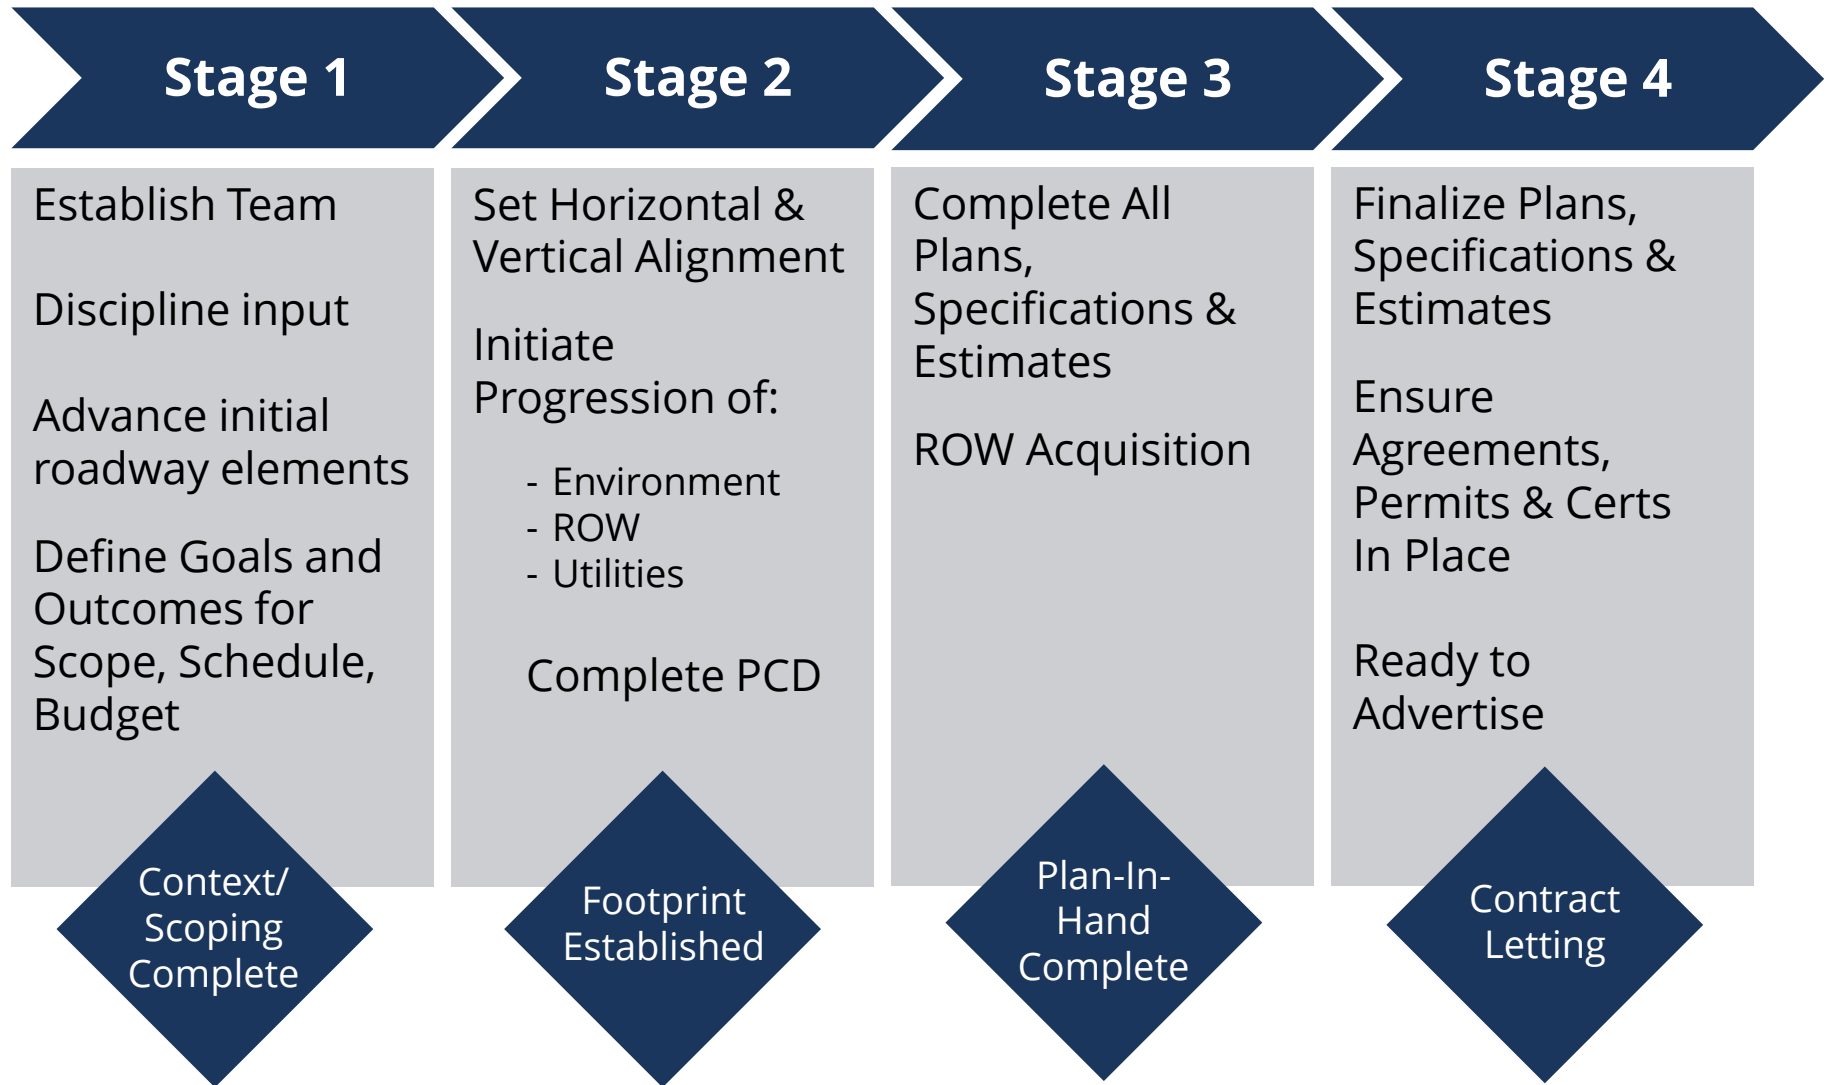 Stage 1
Stage 2
Stage 3
Stage 4
Establish Team
Discipline input
Advance initial
roadway elements
Define Goals and
Outcomes for
Scope, Schedule,
Budget
Context/
Scoping
Complete
Set Horizontal &
Vertical Alignment
Initiate
Progression of:
- Environment
- ROW
- Utilities
Complete PCD
Footprint
Established
Complete All
Plans,
Specifications &
Estimates
ROW Acquisition
Plan-In-
Hand
Complete
Finalize Plans,
Specifications &
Estimates
Ensure
Agreements,
Permits & Certs
In Place
Ready to
Advertise
Contract
Letting